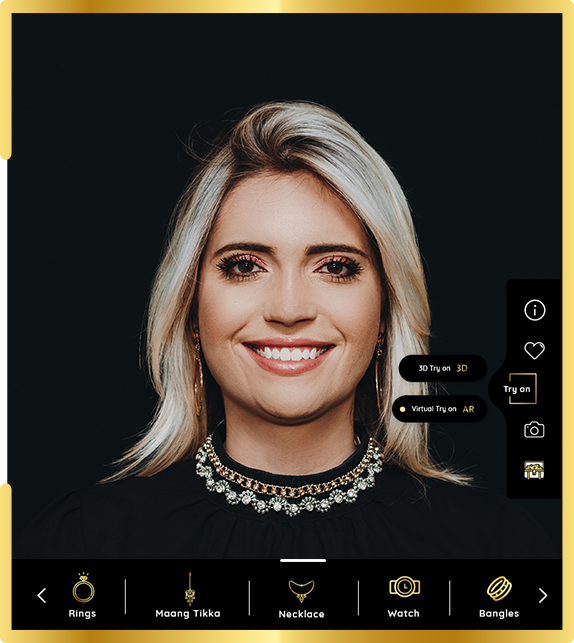 3D Try on 3D
Try on
Virtual Try on AR
Rings
Maang Tikka
Necklace
Watch
Bangles